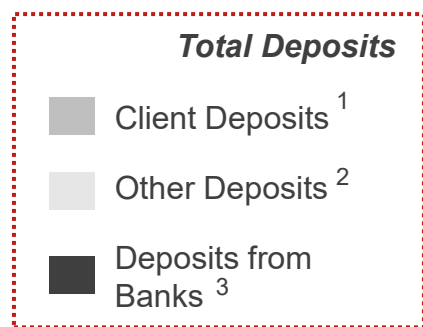 Total Deposits
Client Deposits 1
Other Deposits 2
Deposits from
Banks 3